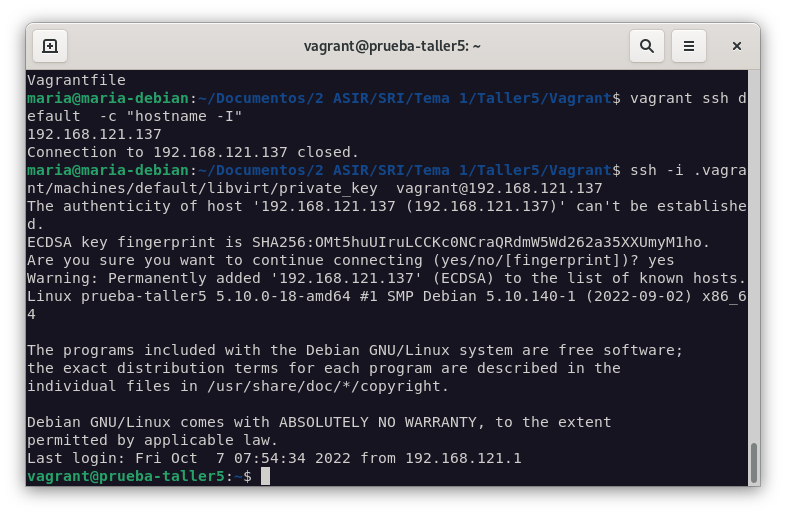 vagrant@prueba-taller5: ~
Vagrantfile
maria@maria-debian:~/Documentos/2 ASIR/SRI/Tema 1/Taller5/Vagrant$ vagrant ssh d
efault  -c "hostname -I"
192.168.121.137
Connection to 192.168.121.137 closed.
maria@maria-debian:~/Documentos/2 ASIR/SRI/Tema 1/Taller5/Vagrant$ ssh -i .vagra
nt/machines/default/libvirt/private_key  vagrant@192.168.121.137
The authenticity of host '192.168.121.137 (192.168.121.137)' can't be establishe
d.
ECDSA key fingerprint is SHA256:OMt5huUIruLCCKc0NCraQRdmW5Wd262a35XXUmyM1ho.
Are you sure you want to continue connecting (yes/no/[fingerprint])? yes
Warning: Permanently added '192.168.121.137' (ECDSA) to the list of known hosts.
Linux prueba-taller5 5.10.0-18-amd64 #1 SMP Debian 5.10.140-1 (2022-09-02) x86_6
4
The programs included with the Debian GNU/Linux system are free software;
the exact distribution terms for each program are described in the
individual files in /usr/share/doc/*/copyright.
Debian GNU/Linux comes with ABSOLUTELY NO WARRANTY, to the extent
permitted by applicable law.
Last login: Fri Oct  7 07:54:34 2022 from 192.168.121.1
vagrant@prueba-taller5:~$